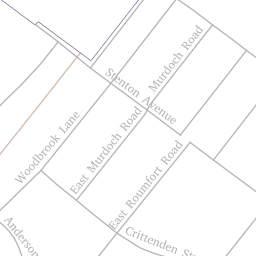 Murdoch Road
Stenton Avenue
Woodbrook Lane
East Murdoch Road
East Roumfort Road
Crittenden St
Anderson